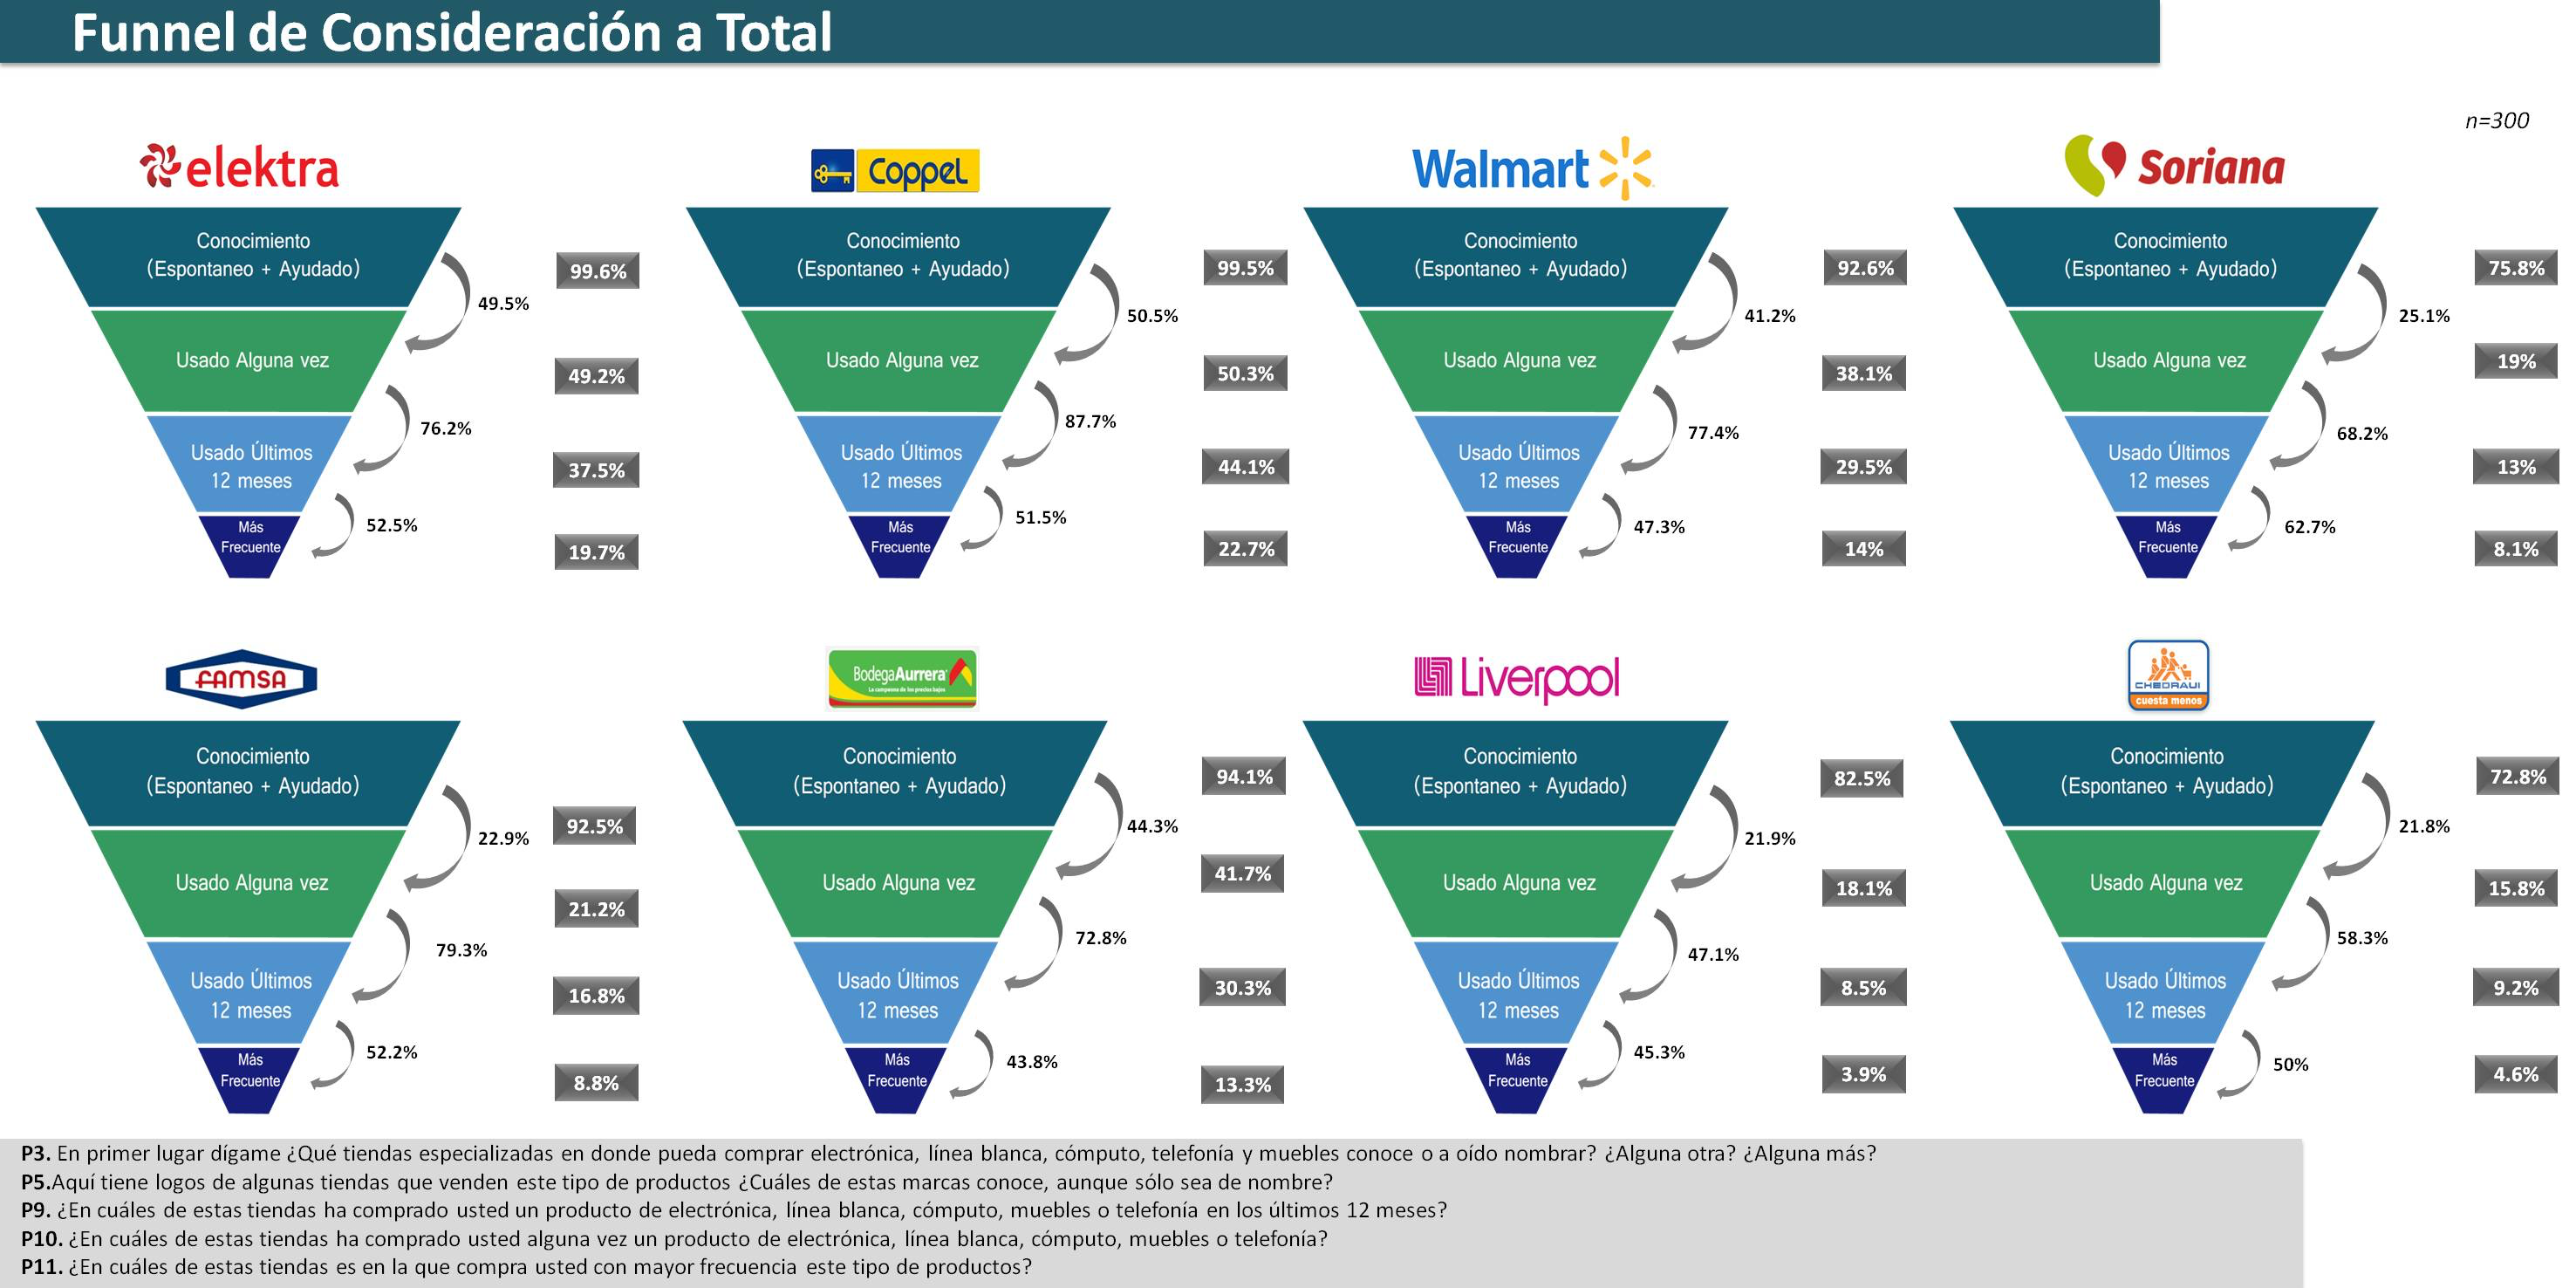 Funnel de Consideración a Total
n=300
elektra
Conocimiento
(Espontaneo + Ayudado)
Usado Alguna vez
Usado Últimos
12 meses
Más
Frecuente
49.5%
76.2%
52.5%
99.6%
49.2%
37.5%
19.7%
Coppel
Conocimiento
(Espontaneo + Ayudado)
Usado Alguna vez
Usado Últimos
12 meses
Más
Frecuente
50.5%
87.7%
51.5%
99.5%
50.3%
44.1%
22.7%
Walmart
Conocimiento
(Espontaneo + Ayudado)
Usado Alguna vez
Usado Últimos
12 meses
Más
Frecuente
41.2%
77.4%
47.3%
92.6%
38.1%
29.5%
14%
Soriana
Conocimiento
(Espontaneo + Ayudado)
Usado Alguna vez
Usado Últimos
12 meses
Más
Frecuente
25.1%
68.2%
62.7%
75.8%
19%
13%
8.1%
FAMSA
Conocimiento
(Espontaneo + Ayudado)
Usado Alguna vez
Usado Últimos
12 meses
Más
Frecuente
22.9%
79.3%
52.2%
92.5%
21.2%
16.8%
8.8%
Bodega Aurrera
La campeona de los precios bajos
Conocimiento
(Espontaneo + Ayudado)
Usado Alguna vez
Usado Últimos
12 meses
Más
Frecuente
44.3%
72.8%
43.8%
94.1%
41.7%
30.3%
13.3%
Liverpool
Conocimiento
(Espontaneo + Ayudado)
Usado Alguna vez
Usado Últimos
12 meses
Más
Frecuente
21.9%
47.1%
45.3%
82.5%
18.1%
8.5%
3.9%
CHEDRAUI
cuesta menos
Conocimiento
(Espontaneo + Ayudado)
Usado Alguna vez
Usado Últimos
12 meses
Más
Frecuente
21.8%
58.3%
50%
72.8%
15.8%
9.2%
4.6%
P3. En primer lugar dígame ¿Qué tiendas especializadas en donde pueda comprar electrónica, línea blanca, cómputo, telefonía y muebles conoce o a oído nombrar? ¿Alguna otra? ¿Alguna más?
P5.Aquí tiene logos de algunas tiendas que venden este tipo de productos ¿Cuáles de estas marcas conoce, aunque sólo sea de nombre?
P9. ¿En cuáles de estas tiendas ha comprado usted un producto de electrónica, línea blanca, cómputo, muebles o telefonía en los últimos 12 meses?
P10. ¿En cuáles de estas tiendas ha comprado usted alguna vez un producto de electrónica, línea blanca, cómputo, muebles o telefonía?
P11. ¿En cuáles de estas tiendas es en la que compra usted con mayor frecuencia este tipo de productos?